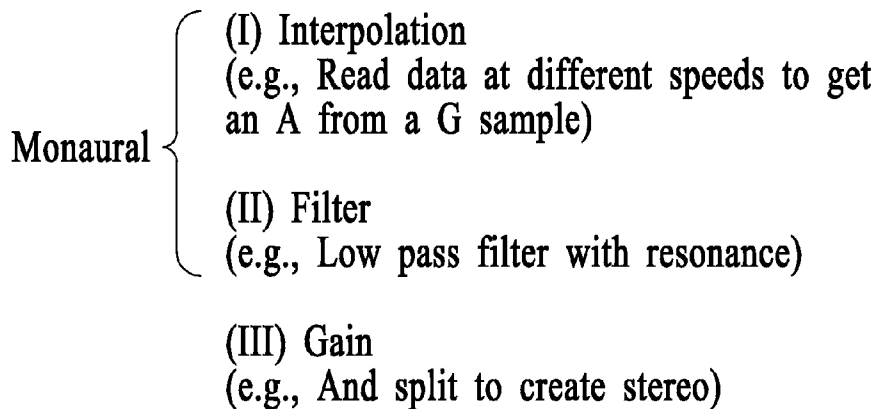 (I) Interpolation
(e.g., Read data at different speeds to get
an A from a G sample)
Monaural
(II) Filter
(e.g., Low pass filter with resonance)
(III) Gain
(e.g., And split to create stereo)